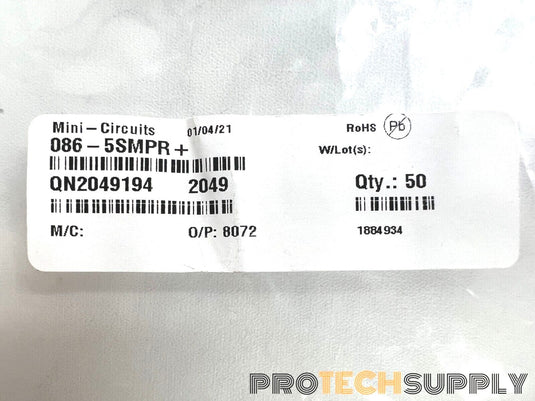 Mini-Circuits 01/04/21 RoHS Pb
086-5SMPR+
W/Lot(s):
QN2049194 2049 Qty.: 50
M/C: O/P: 8072 1884934
PROTECHSUPPLY